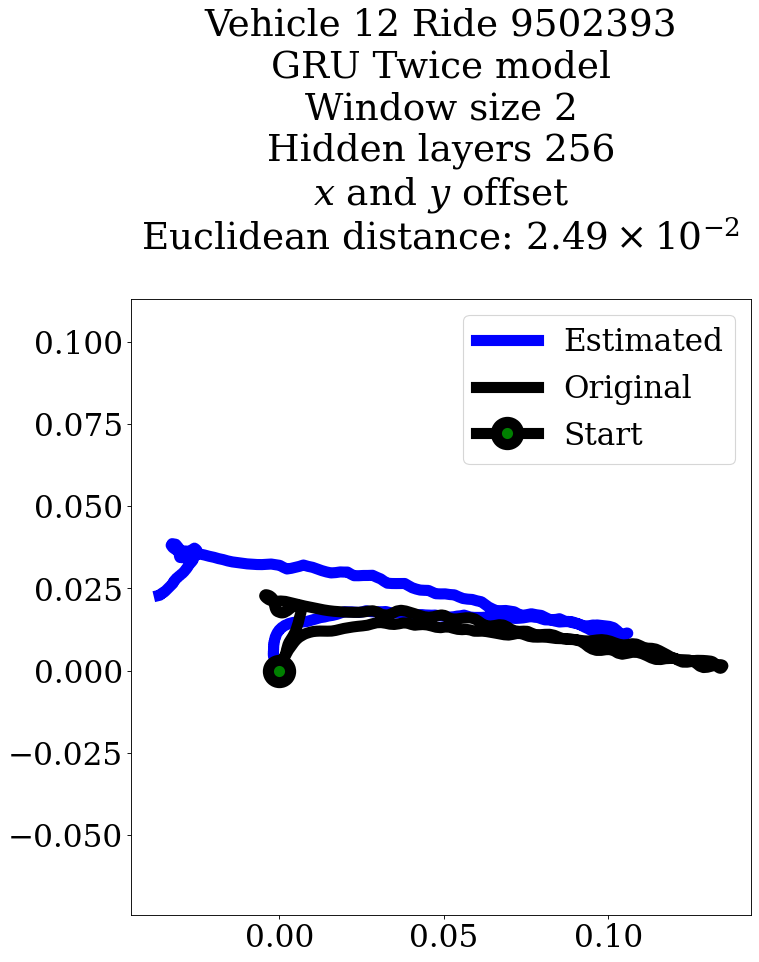 Vehicle 12 Ride 9502393
GRU Twice model
Window size 2
Hidden layers 256
x and y offset
Euclidean distance: 2.49 × 10⁻²
Estimated
Original
Start
0.100
0.075
0.050
0.025
0.000
−0.025
−0.050
0.00 0.05 0.10